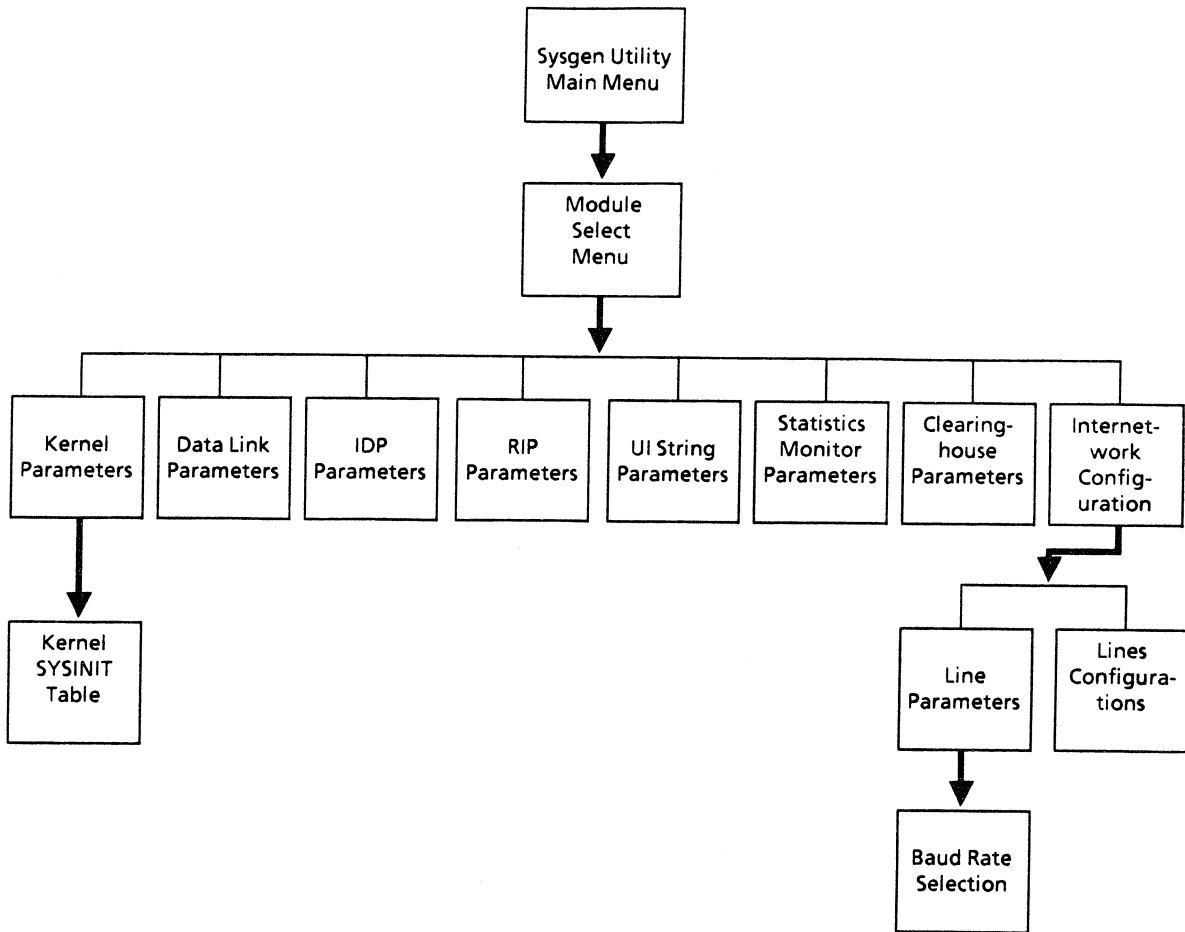 Sysgen Utility
Main Menu
Module
Select
Menu
Kernel
Parameters
Data Link
Parameters
IDP
Parameters
RIP
Parameters
UI String
Parameters
Statistics
Monitor
Parameters
Clearing-
house
Parameters
Internet-
work
Config-
uration
Kernel
SYSINIT
Table
Line
Parameters
Lines
Configura-
tions
Baud Rate
Selection